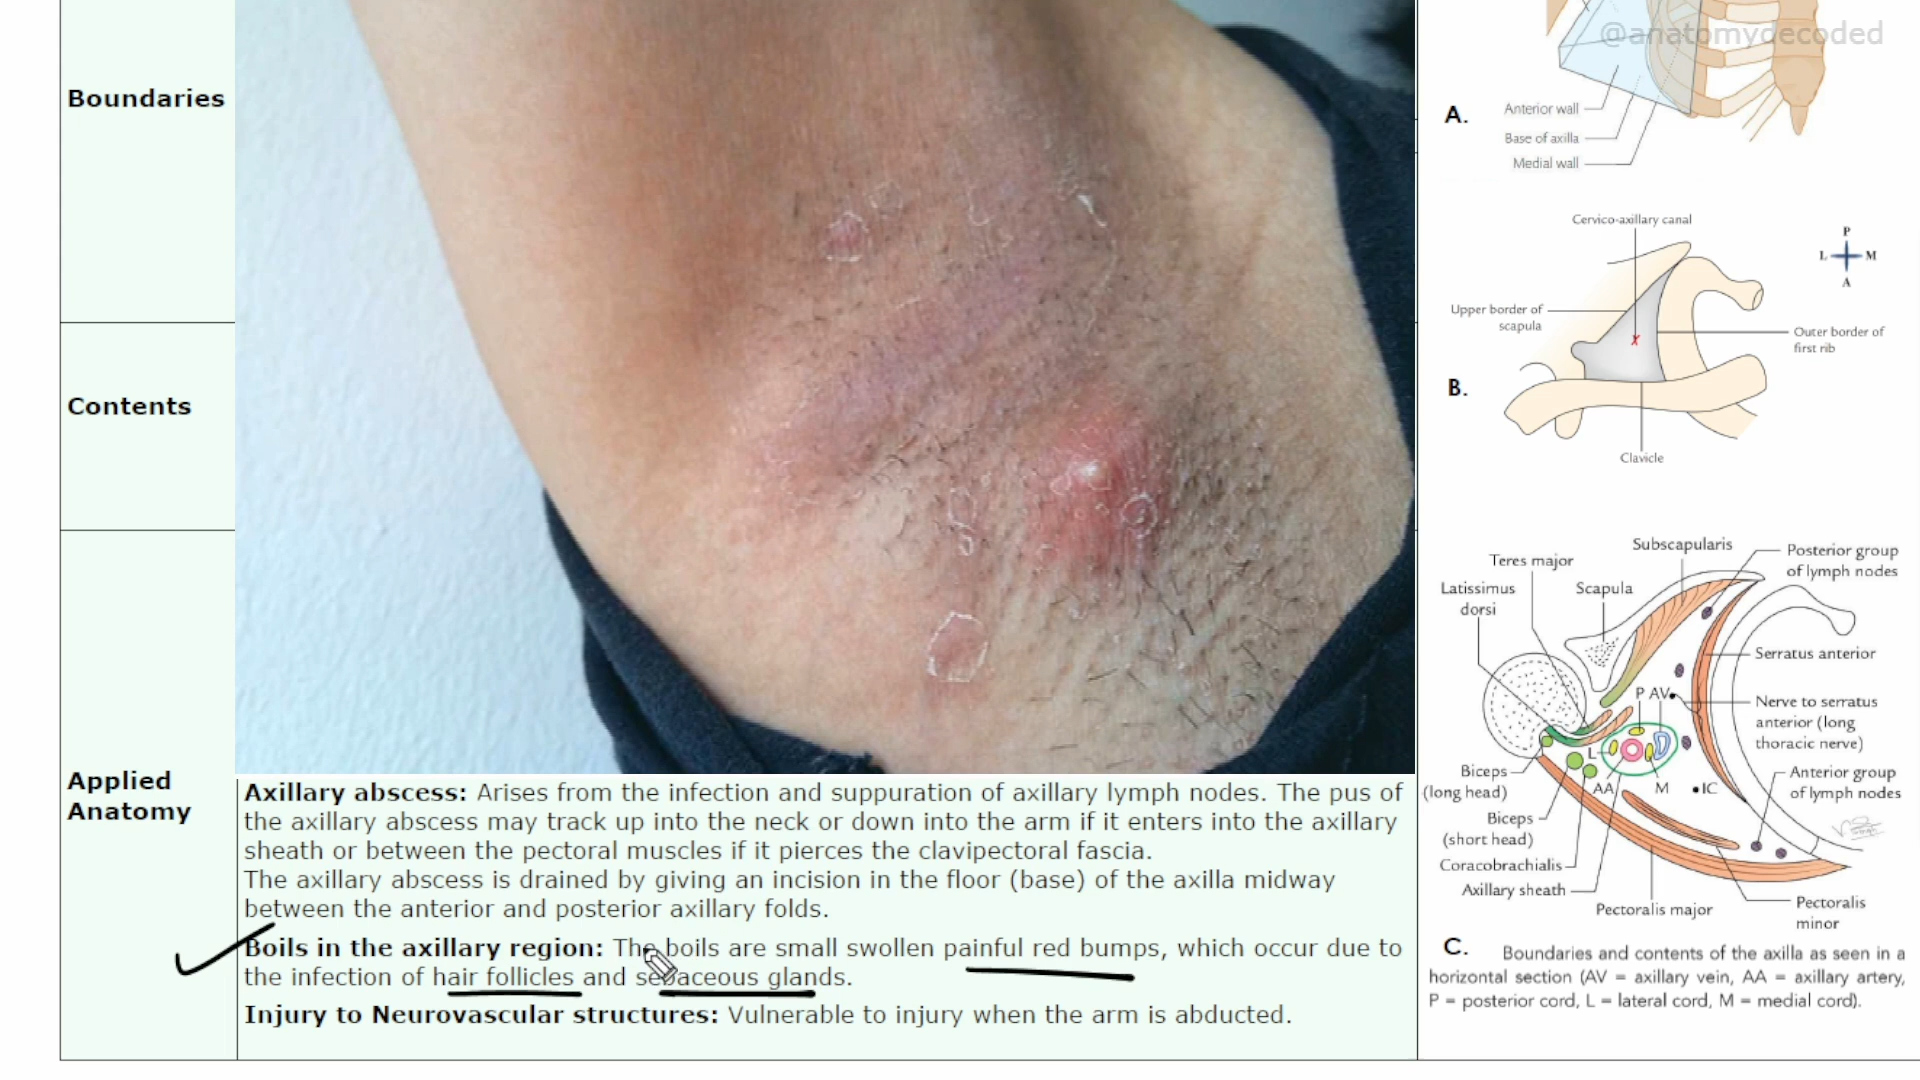 @anatomydecoded
Boundaries
Contents
Applied
Anatomy
Axillary abscess: Arises from the infection and suppuration of axillary lymph nodes. The pus of
the axillary abscess may track up into the neck or down into the arm if it enters into the axillary
sheath or between the pectoral muscles if it pierces the clavipectoral fascia.
The axillary abscess is drained by giving an incision in the floor (base) of the axilla midway
between the anterior and posterior axillary folds.
Boils in the axillary region: The boils are small swollen painful red bumps, which occur due to
the infection of hair follicles and sebaceous glands.
Injury to Neurovascular structures: Vulnerable to injury when the arm is abducted.
A.
Anterior wall
Base of axilla
Medial wall
Cervico-axillary canal
P
L
M
A
Upper border of
scapula
x
Outer border of
first rib
B.
Clavicle
Subscapularis
Posterior group
of lymph nodes
Teres major
Latissimus
dorsi
Scapula
Serratus anterior
P AV
Nerve to serratus
anterior (long
thoracic nerve)
L
Biceps
(long head)
AA
M
IC
Anterior group
of lymph nodes
Biceps
(short head)
Coracobrachialis
Axillary sheath
Pectoralis major
Pectoralis
minor
C. Boundaries and contents of the axilla as seen in a
horizontal section (AV = axillary vein, AA = axillary artery,
P = posterior cord, L = lateral cord, M = medial cord).